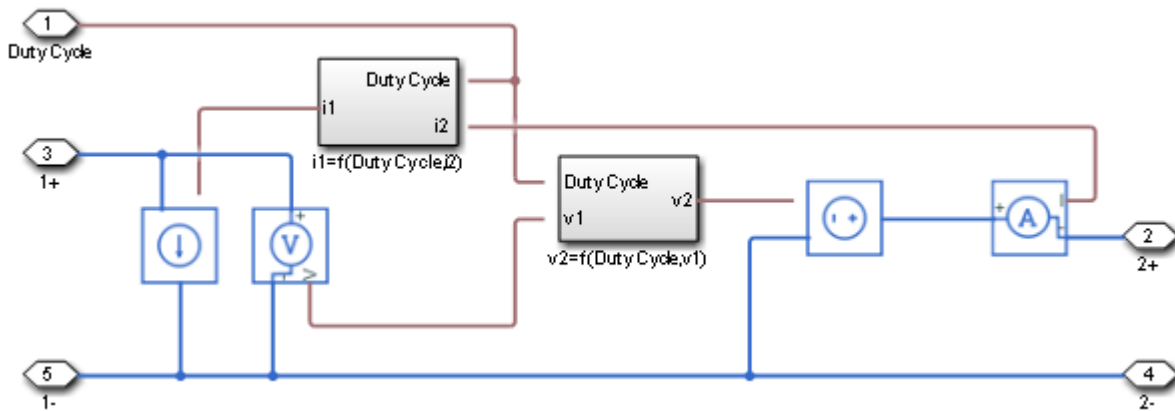 1
Duty Cycle
Duty Cycle
i1
i2
i1=f(Duty Cycle,i2)
3
1+
Duty Cycle
v1
v2
v2=f(Duty Cycle,v1)
+
V
-
V
- +
+
A
I
-
2
2+
5
1-
4
2-